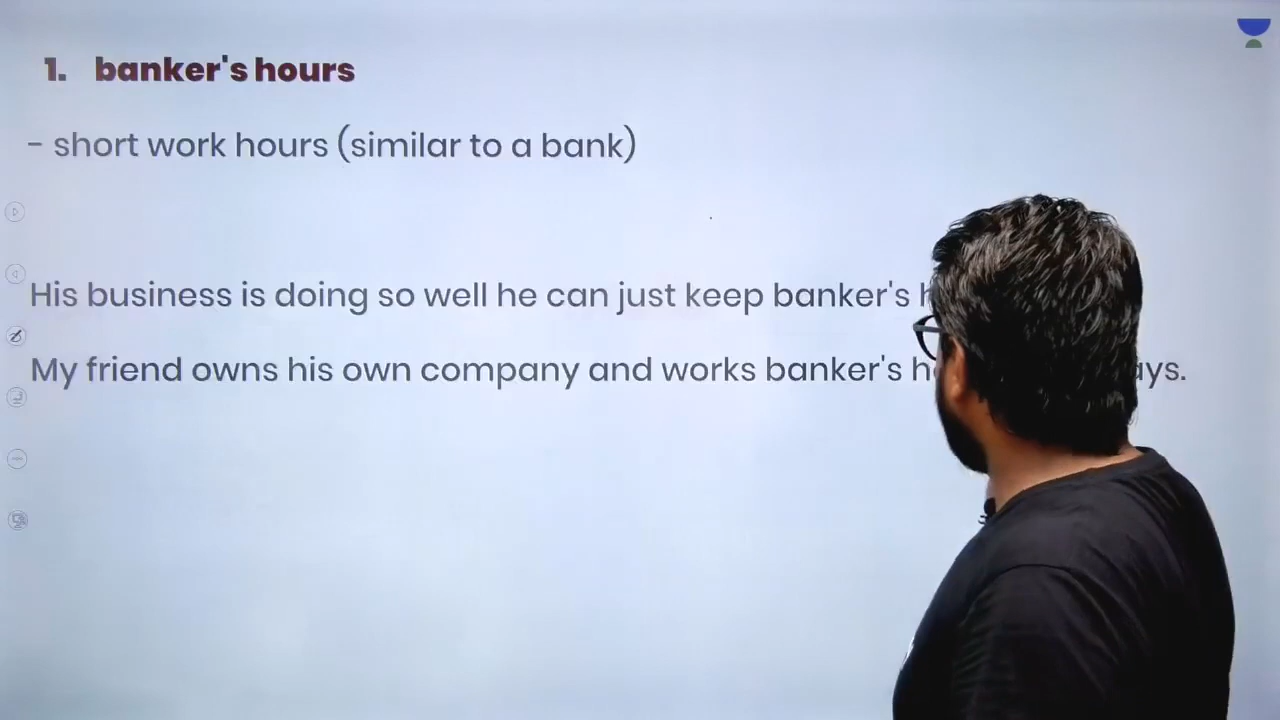 1. banker's hours
- short work hours (similar to a bank)
His business is doing so well he can just keep banker's
My friend owns his own company and works banker's